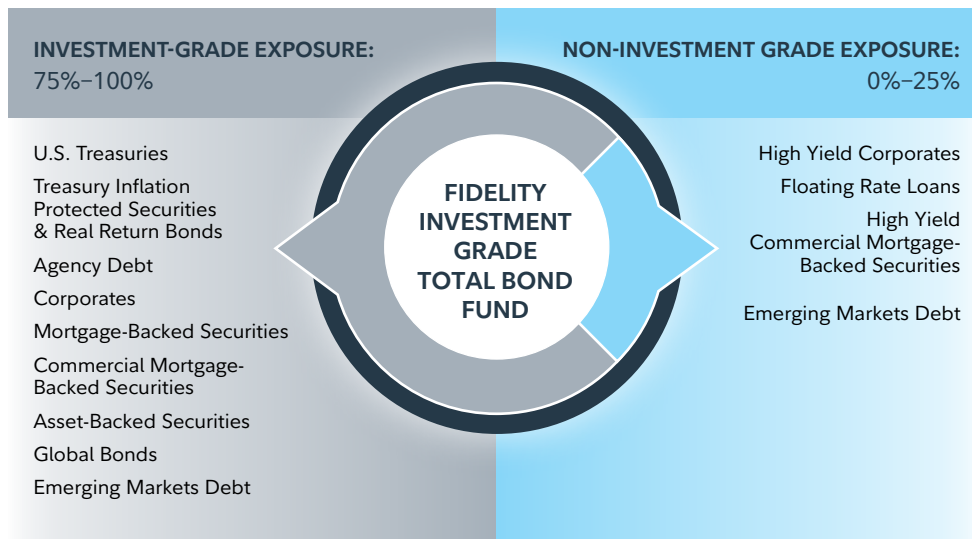 INVESTMENT-GRADE EXPOSURE:
75%–100%
NON-INVESTMENT GRADE EXPOSURE:
0%–25%
U.S. Treasuries
Treasury Inflation
Protected Securities
& Real Return Bonds
Agency Debt
Corporates
Mortgage-Backed Securities
Commercial Mortgage-
Backed Securities
Asset-Backed Securities
Global Bonds
Emerging Markets Debt
FIDELITY
INVESTMENT
GRADE
TOTAL BOND
FUND
High Yield Corporates
Floating Rate Loans
High Yield
Commercial Mortgage-
Backed Securities
Emerging Markets Debt